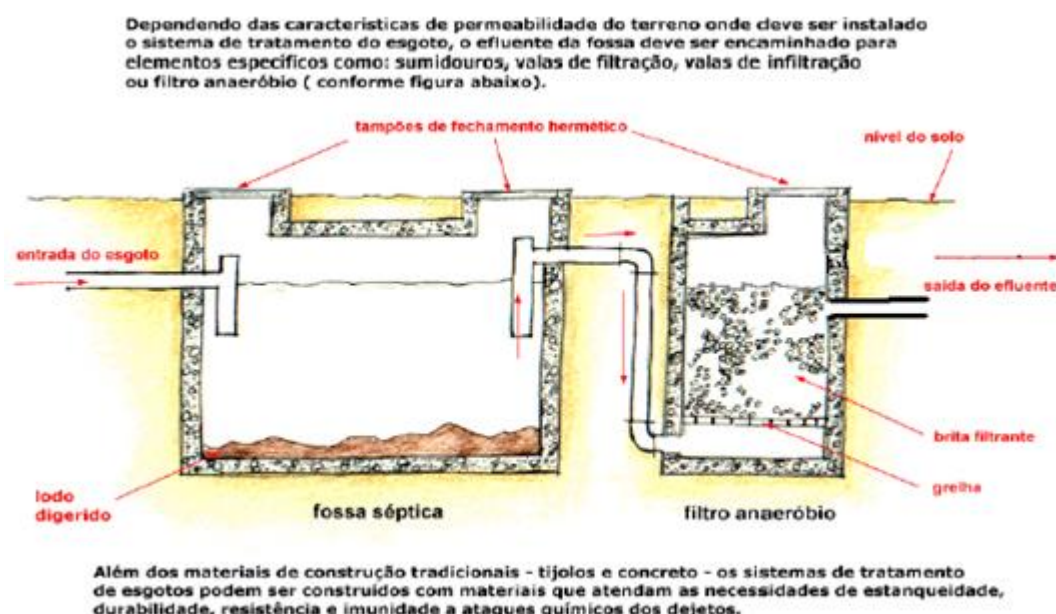 Dependendo das caracteristicas de permeabilidade do terreno onde deve ser instalado
o sistema de tratamento do esgoto, o efluente da fossa deve ser encaminhado para
elementos especificos como: sumidouros, valas de filtração, valas de infiltração
ou filtro anaeróbio ( conforme figura abaixo).
tampões de fechamento hermético
nível do solo
entrada do esgoto
saída do efluente
brita filtrante
grelha
lodo
digerido
fossa séptica
filtro anaeróbio
Além dos materiais de construção tradicionais - tijolos e concreto - os sistemas de tratamento
de esgotos podem ser construídos com materiais que atendam as necessidades de estanqueidade,
durabilidade, resistência e imunidade a ataques químicos dos dejetos.